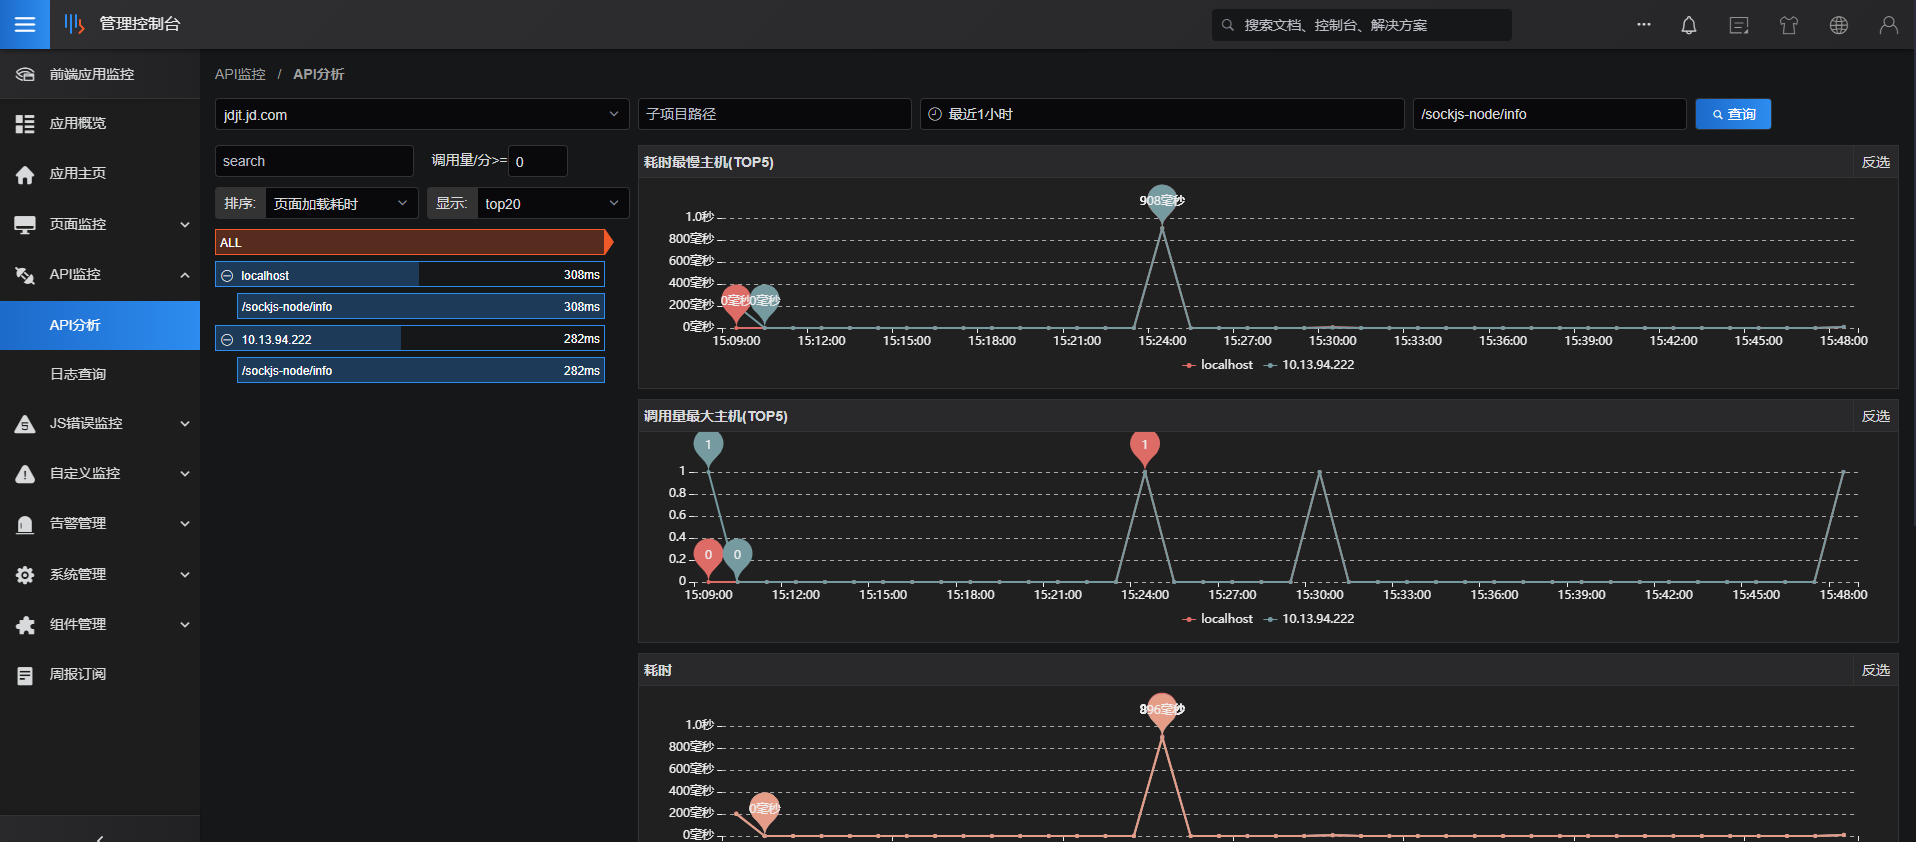 管理控制台
搜索文档、控制台、解决方案
前端应用监控
应用概览
应用主页
页面监控
API监控
API分析
日志查询
JS错误监控
自定义监控
告警管理
系统管理
组件管理
周报订阅
API监控 / API分析
jdjt.jd.com
子项目路径
最近1小时
/sockjs-node/info
查询
search
调用量/分>= 0
排序: 页面加载耗时
显示: top20
ALL
localhost 308ms
/sockjs-node/info 308ms
10.13.94.222 282ms
/sockjs-node/info 282ms
耗时最慢主机(TOP5) 反选
908毫秒
1.0秒
800毫秒
600毫秒
400毫秒
200毫秒
0毫秒
0毫秒 0毫秒
15:09:00 15:12:00 15:15:00 15:18:00 15:21:00 15:24:00 15:27:00 15:30:00 15:33:00 15:36:00 15:39:00 15:42:00 15:45:00 15:48:00
localhost 10.13.94.222
调用量最大主机(TOP5) 反选
1 1
1
0.8
0.6
0.4
0.2
0
0 0
15:09:00 15:12:00 15:15:00 15:18:00 15:21:00 15:24:00 15:27:00 15:30:00 15:33:00 15:36:00 15:39:00 15:42:00 15:45:00 15:48:00
localhost 10.13.94.222
耗时 反选
896毫秒
1.0秒
800毫秒
600毫秒
400毫秒
200毫秒
0毫秒
0毫秒